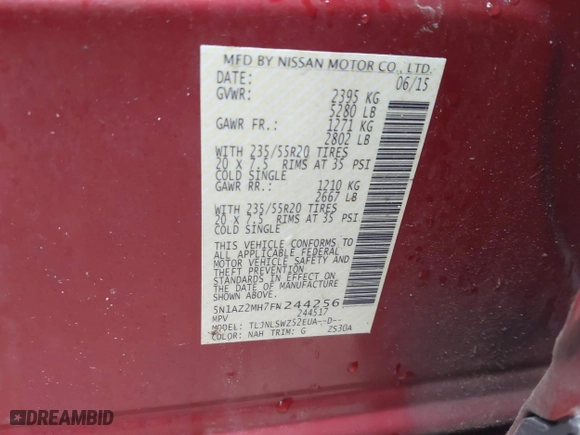 MFD BY NISSAN MOTOR CO., LTD.
DATE: 06/15
GVWR: 2395 KG
5280 LB
GAWR FR.: 1271 KG
2802 LB
WITH 235/55R20 TIRES
20 X 7.5 RIMS AT 35 PSI
COLD SINGLE
GAWR RR.: 1210 KG
2667 LB
WITH 235/55R20 TIRES
20 X 7.5 RIMS AT 35 PSI
COLD SINGLE
THIS VEHICLE CONFORMS TO
ALL APPLICABLE FEDERAL
MOTOR VEHICLE SAFETY AND
THEFT PREVENTION
STANDARDS IN EFFECT ON
THE DATE OF MANUFACTURE
SHOWN ABOVE.
5N1AZ2MH7FN244256
MPV 244517
MODEL: TLJNLSWZ52EUA--D--
COLOR: NAH TRIM: G ZS30A
DREAMBID